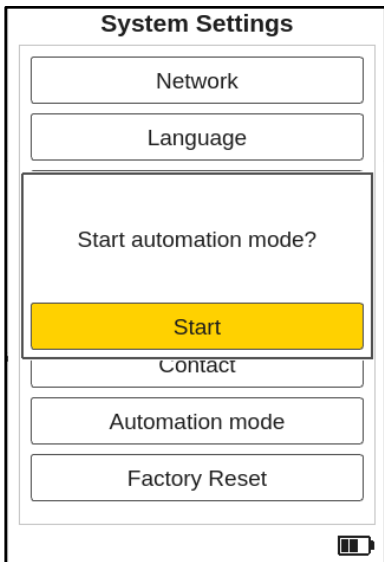 System Settings
Network
Language
Start automation mode?
Start
Contact
Automation mode
Factory Reset